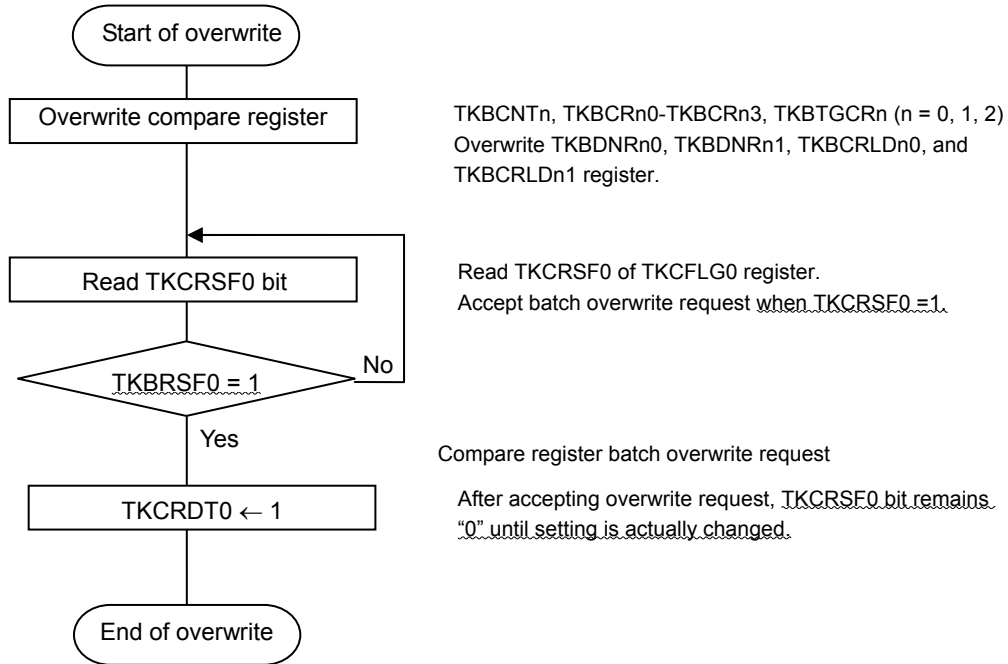 Start of overwrite
Overwrite compare register
TKBCNTn, TKBCRn0-TKBCRn3, TKBTGCRn (n = 0, 1, 2)
Overwrite TKBDNRn0, TKBDNRn1, TKBCRLDn0, and
TKBCRLDn1 register.
Read TKCRSF0 bit
Read TKCRSF0 of TKCFLG0 register.
Accept batch overwrite request when TKCRSF0 =1.
No
TKBRSF0 = 1
Yes
Compare register batch overwrite request
TKCRDT0 ← 1
After accepting overwrite request, TKCRSF0 bit remains
“0” until setting is actually changed.
End of overwrite